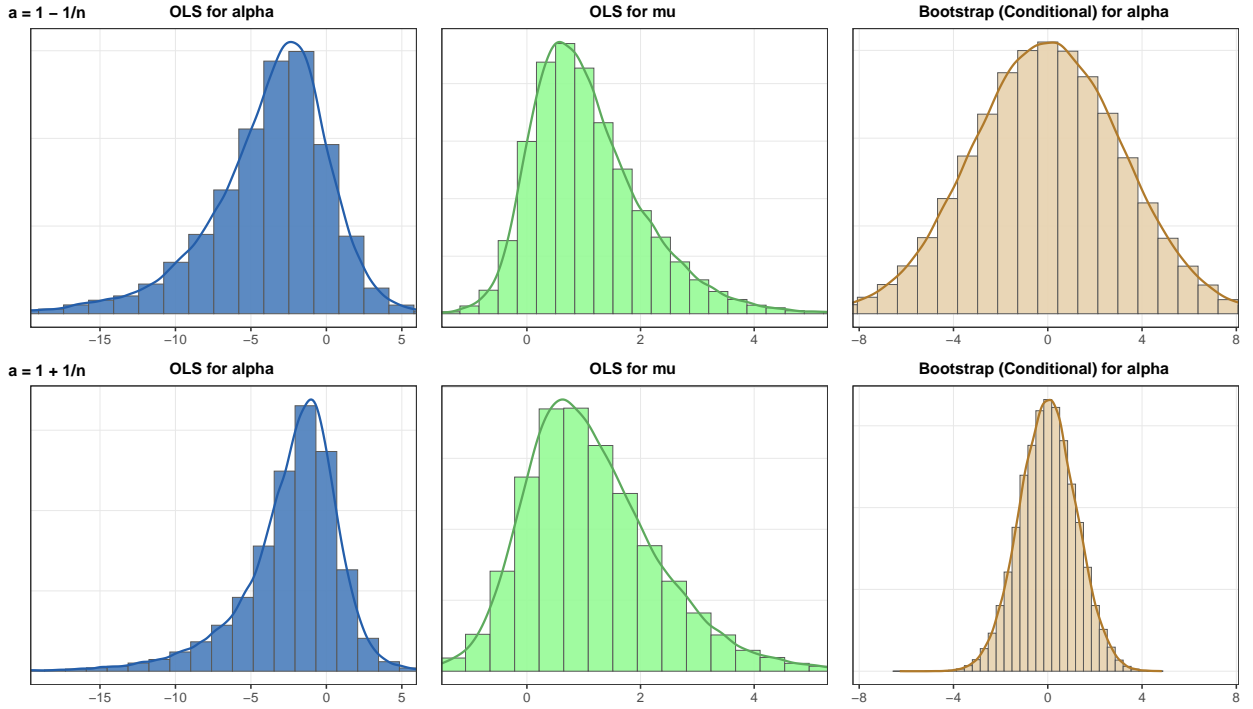 a = 1 − 1/n
OLS for alpha
OLS for mu
Bootstrap (Conditional) for alpha
−15 −10 −5 0 5
0 2 4
−8 −4 0 4 8
a = 1 + 1/n
OLS for alpha
OLS for mu
Bootstrap (Conditional) for alpha
−15 −10 −5 0 5
0 2 4
−8 −4 0 4 8